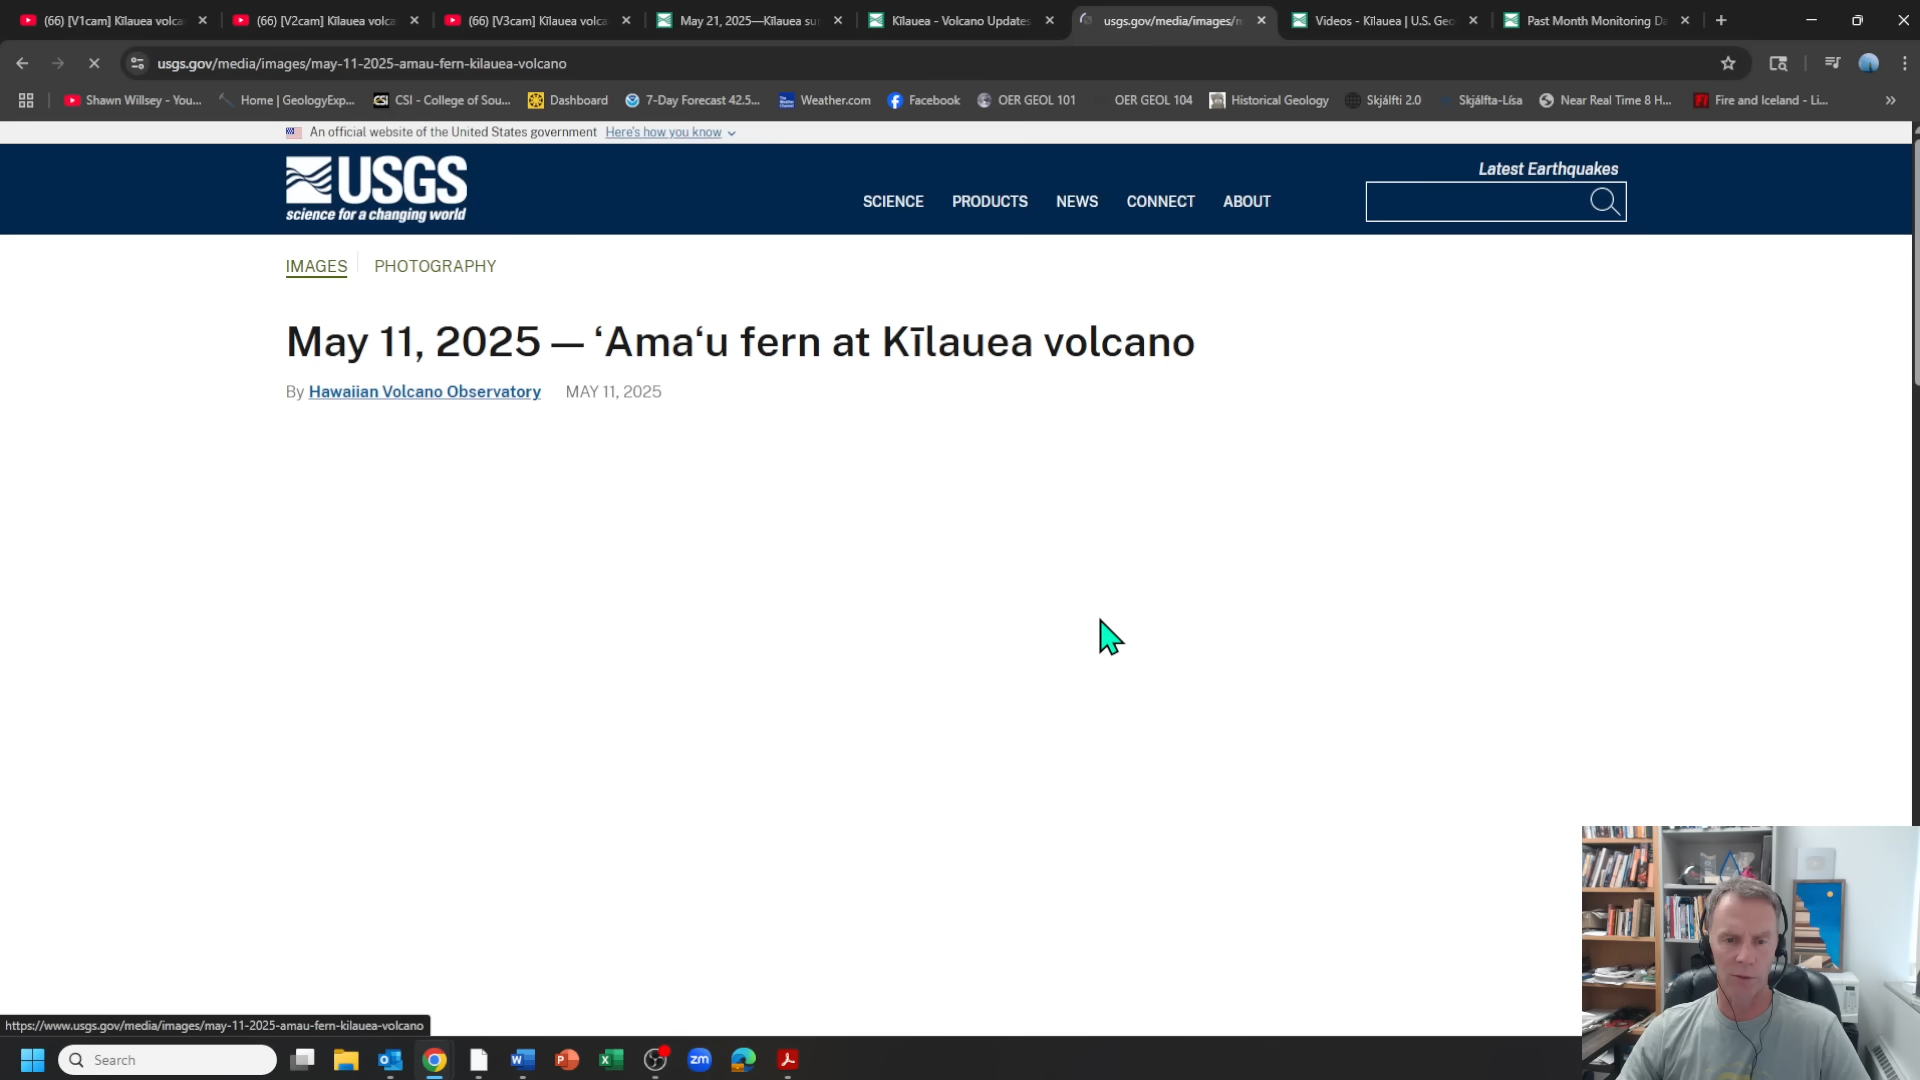 (66) [V1cam] Kīlauea volca
(66) [V2cam] Kīlauea volca
(66) [V3cam] Kīlauea volca
May 21, 2025—Kīlauea su
Kīlauea - Volcano Updates
usgs.gov/media/images/m
Videos - Kīlauea | U.S. Geo
Past Month Monitoring Da
usgs.gov/media/images/may-11-2025-amau-fern-kilauea-volcano
Shawn Willsey - You...
Home | GeologyExp...
CSI - College of Sou...
Dashboard
7-Day Forecast 42.5...
Weather.com
Facebook
OER GEOL 101
OER GEOL 104
Historical Geology
Skjálfti 2.0
Skjálfta-Lísa
Near Real Time 8 H...
Fire and Iceland - Li...
An official website of the United States government Here's how you know
USGS
science for a changing world
SCIENCE PRODUCTS NEWS CONNECT ABOUT
Latest Earthquakes
IMAGES PHOTOGRAPHY
May 11, 2025 — ʻAmaʻu fern at Kīlauea volcano
By Hawaiian Volcano Observatory MAY 11, 2025
https://www.usgs.gov/media/images/may-11-2025-amau-fern-kilauea-volcano
Search
zm